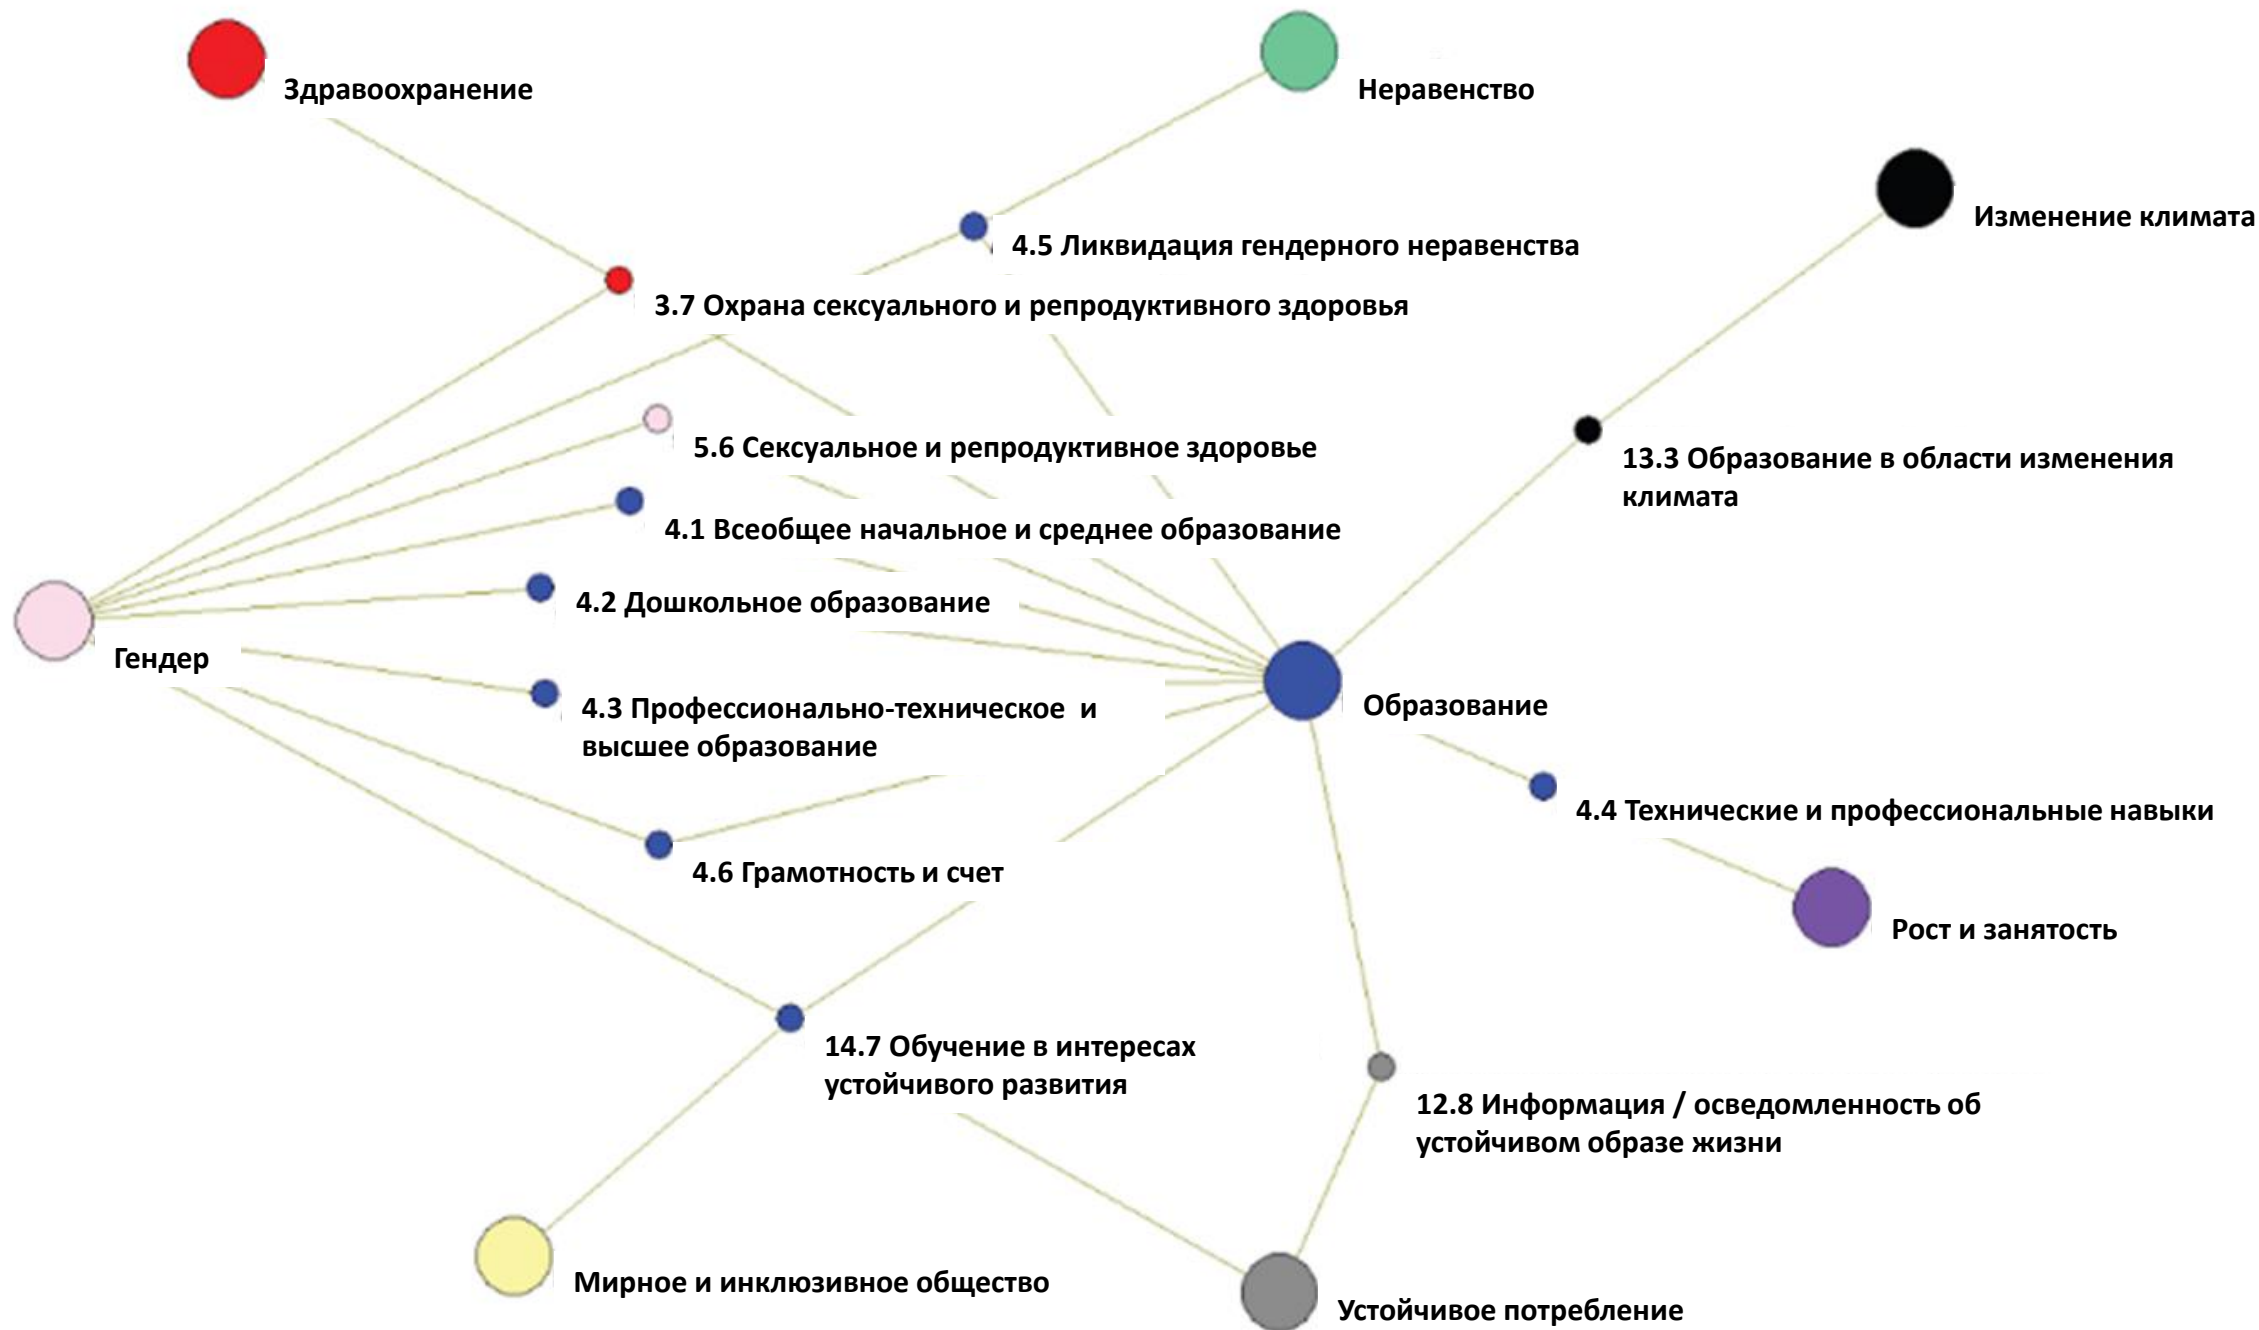 Здравоохранение
Неравенство
Изменение климата
4.5 Ликвидация гендерного неравенства
3.7 Охрана сексуального и репродуктивного здоровья
5.6 Сексуальное и репродуктивное здоровье
13.3 Образование в области изменения
климата
4.1 Всеобщее начальное и среднее образование
4.2 Дошкольное образование
Гендер
4.3 Профессионально-техническое и
высшее образование
Образование
4.4 Технические и профессиональные навыки
4.6 Грамотность и счет
Рост и занятость
14.7 Обучение в интересах
устойчивого развития
12.8 Информация / осведомленность об
устойчивом образе жизни
Мирное и инклюзивное общество
Устойчивое потребление